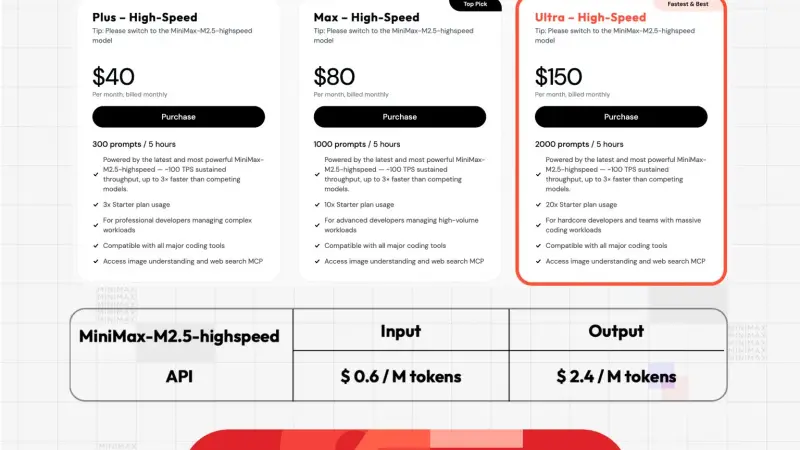 Top Pick
Fastest & Best
Plus – High-Speed
Tip: Please switch to the MiniMax-M2.5-highspeed
model
$40
Per month, billed monthly
Purchase
300 prompts / 5 hours
Powered by the latest and most powerful MiniMax-
M2.5-highspeed — ~100 TPS sustained
throughput, up to 3× faster than competing
models.
3x Starter plan usage
For professional developers managing complex
workloads
Compatible with all major coding tools
Access image understanding and web search MCP
Max – High-Speed
Tip: Please switch to the MiniMax-M2.5-highspeed
model
$80
Per month, billed monthly
Purchase
1000 prompts / 5 hours
Powered by the latest and most powerful MiniMax-
M2.5-highspeed — ~100 TPS sustained
throughput, up to 3× faster than competing
models.
10x Starter plan usage
For advanced developers managing high-volume
workloads
Compatible with all major coding tools
Access image understanding and web search MCP
Ultra – High-Speed
Tip: Please switch to the MiniMax-M2.5-highspeed
model
$150
Per month, billed monthly
Purchase
2000 prompts / 5 hours
Powered by the latest and most powerful MiniMax-
M2.5-highspeed — ~100 TPS sustained
throughput, up to 3× faster than competing
models.
20x Starter plan usage
For hardcore developers and teams with massive
coding workloads
Compatible with all major coding tools
Access image understanding and web search MCP
MiniMax-M2.5-highspeed
Input
Output
API
$ 0.6 / M tokens
$ 2.4 / M tokens